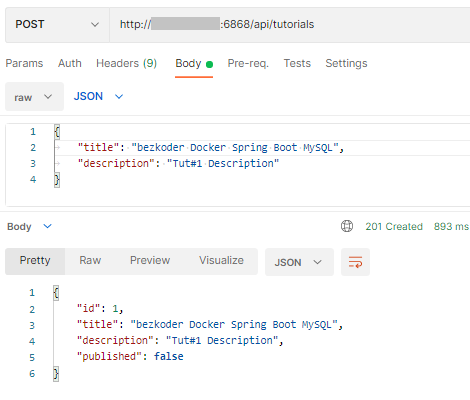 POST http://:6868/api/tutorials
Params Auth Headers (9) Body Pre-req. Tests Settings
raw JSON
1 {
2 "title": "bezkoder Docker Spring Boot MySQL",
3 "description": "Tut#1 Description"
4 }
Body 201 Created 893 ms
Pretty Raw Preview Visualize JSON
1 {
2 "id": 1,
3 "title": "bezkoder Docker Spring Boot MySQL",
4 "description": "Tut#1 Description",
5 "published": false
6 }